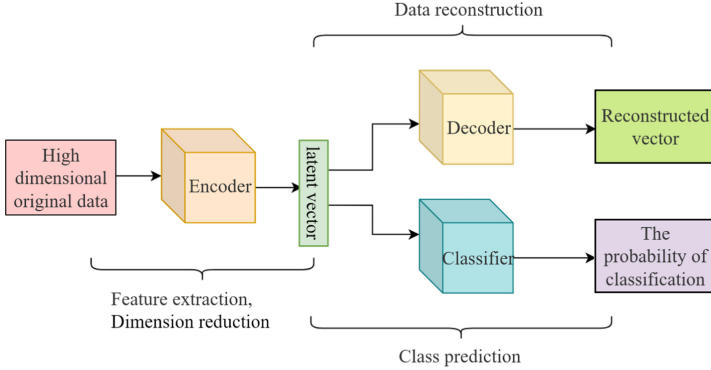 Data reconstruction
High
dimensional
original data
Encoder
latent vector
Decoder
Reconstructed
vector
Classifier
The
probability of
classification
Feature extraction,
Dimension reduction
Class prediction